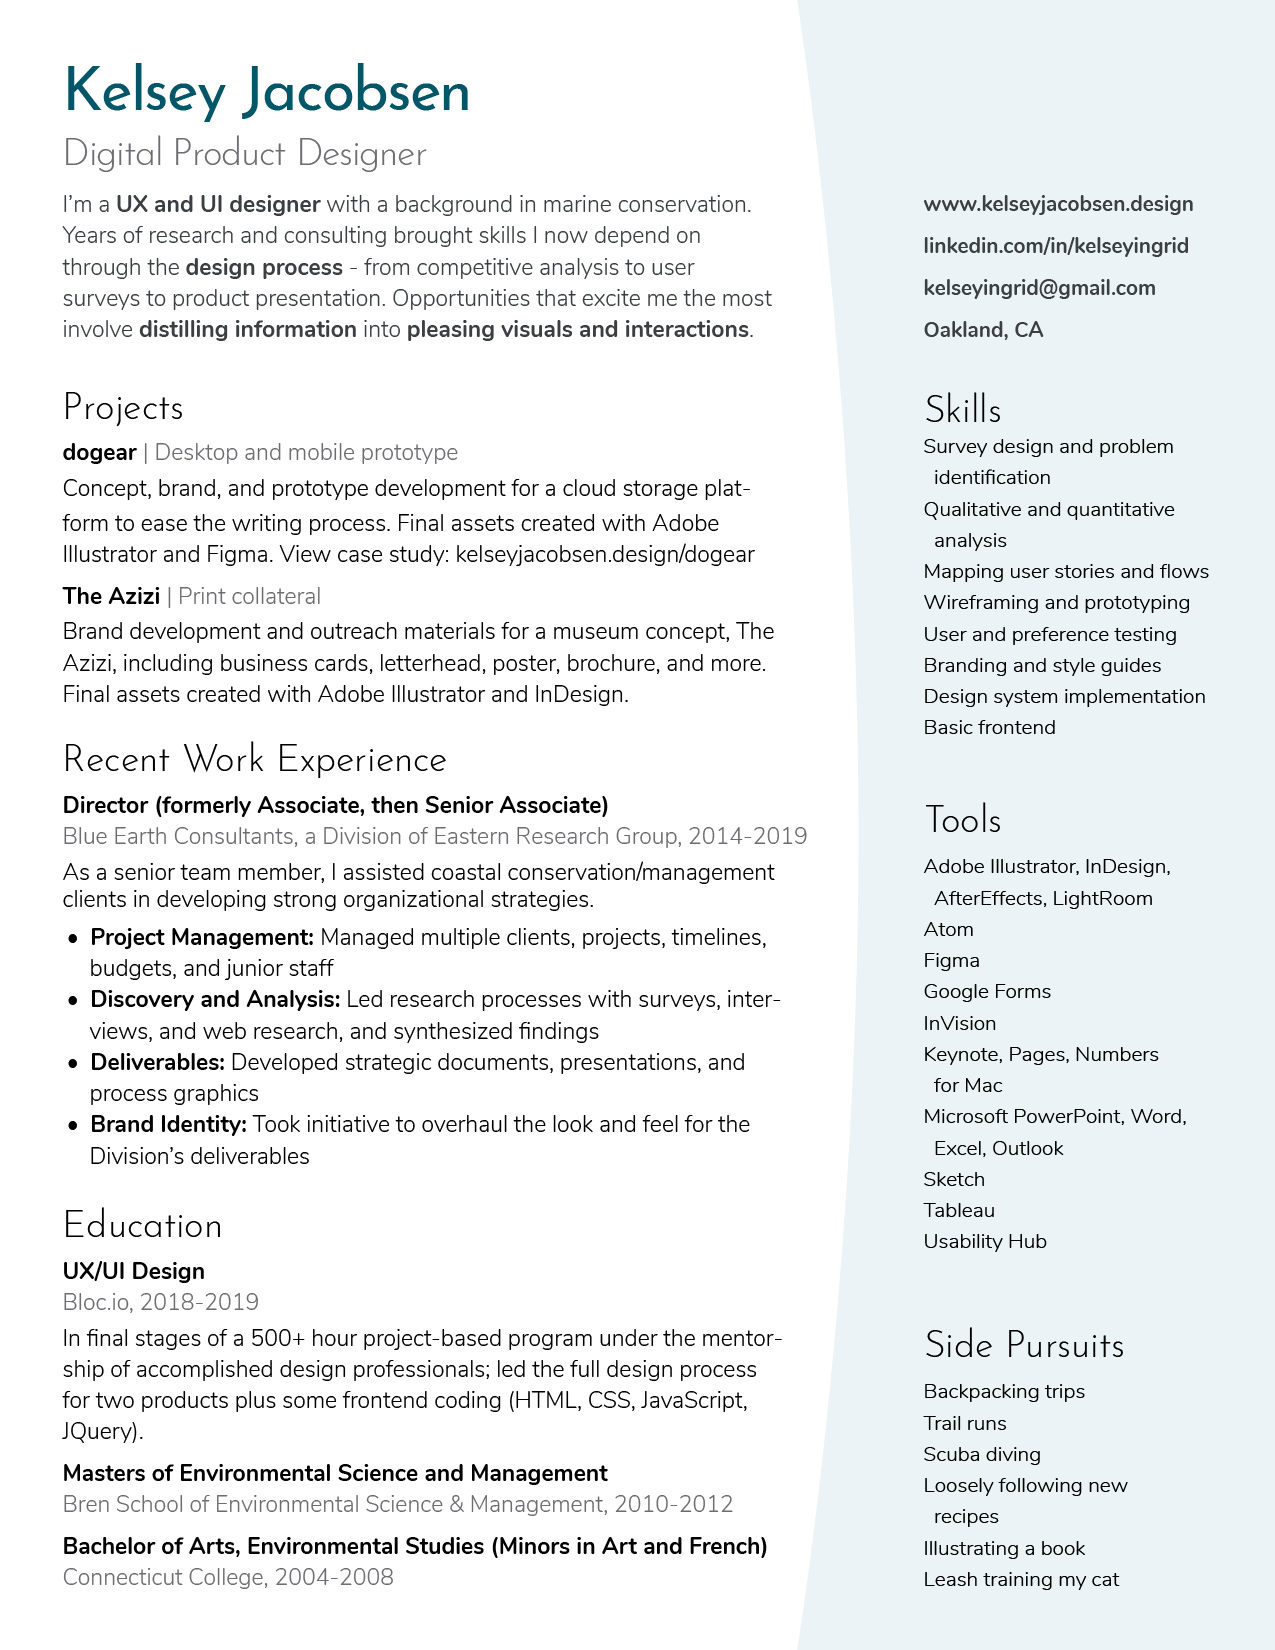 Kelsey Jacobsen
Digital Product Designer
I'm a UX and UI designer with a background in marine conservation.
Years of research and consulting brought skills I now depend on
through the design process - from competitive analysis to user
surveys to product presentation. Opportunities that excite me the most
involve distilling information into pleasing visuals and interactions.
Projects
dogear | Desktop and mobile prototype
Concept, brand, and prototype development for a cloud storage plat-
form to ease the writing process. Final assets created with Adobe
Illustrator and Figma. View case study: kelseyjacobsen.design/dogear
The Azizi | Print collateral
Brand development and outreach materials for a museum concept, The
Azizi, including business cards, letterhead, poster, brochure, and more.
Final assets created with Adobe Illustrator and InDesign.
Recent Work Experience
Director (formerly Associate, then Senior Associate)
Blue Earth Consultants, a Division of Eastern Research Group, 2014-2019
As a senior team member, I assisted coastal conservation/management
clients in developing strong organizational strategies.
• Project Management: Managed multiple clients, projects, timelines,
budgets, and junior staff
• Discovery and Analysis: Led research processes with surveys, inter-
views, and web research, and synthesized findings
• Deliverables: Developed strategic documents, presentations, and
process graphics
• Brand Identity: Took initiative to overhaul the look and feel for the
Division's deliverables
Education
UX/UI Design
Bloc.io, 2018-2019
In final stages of a 500+ hour project-based program under the mentor-
ship of accomplished design professionals; led the full design process
for two products plus some frontend coding (HTML, CSS, JavaScript,
JQuery).
Masters of Environmental Science and Management
Bren School of Environmental Science & Management, 2010-2012
Bachelor of Arts, Environmental Studies (Minors in Art and French)
Connecticut College, 2004-2008
www.kelseyjacobsen.design
linkedin.com/in/kelseyingrid
kelseyingrid@gmail.com
Oakland, CA
Skills
Survey design and problem
identification
Qualitative and quantitative
analysis
Mapping user stories and flows
Wireframing and prototyping
User and preference testing
Branding and style guides
Design system implementation
Basic frontend
Tools
Adobe Illustrator, InDesign,
AfterEffects, LightRoom
Atom
Figma
Google Forms
InVision
Keynote, Pages, Numbers
for Mac
Microsoft PowerPoint, Word,
Excel, Outlook
Sketch
Tableau
Usability Hub
Side Pursuits
Backpacking trips
Trail runs
Scuba diving
Loosely following new
recipes
Illustrating a book
Leash training my cat